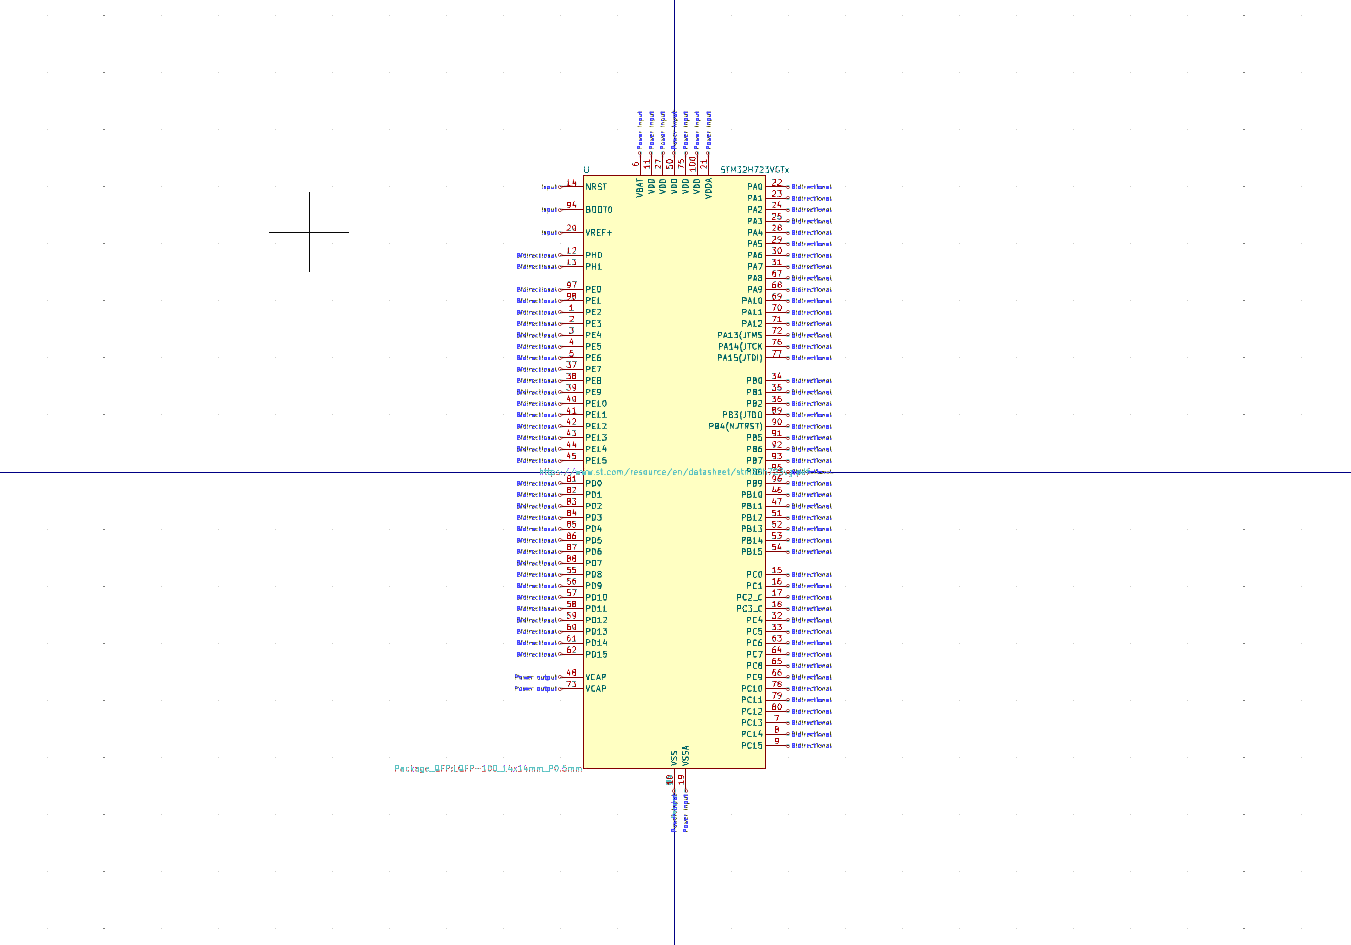 Power input Power input Power input Power input Power input Power input Power input
6 11 27 50 75 100 21
U STM32H723VGTx
VBAT VDD VDD VDD VDD VDD VDDA
Input 14 NRST PA0 22 Bidirectional
PA1 23 Bidirectional
Input 94 BOOT0 PA2 24 Bidirectional
PA3 25 Bidirectional
Input 20 VREF+ PA4 28 Bidirectional
PA5 29 Bidirectional
Bidirectional 12 PH0 PA6 30 Bidirectional
Bidirectional 13 PH1 PA7 31 Bidirectional
PA8 67 Bidirectional
Bidirectional 97 PE0 PA9 68 Bidirectional
Bidirectional 98 PE1 PA10 69 Bidirectional
Bidirectional 1 PE2 PA11 70 Bidirectional
Bidirectional 2 PE3 PA12 71 Bidirectional
Bidirectional 3 PE4 PA13(JTMS 72 Bidirectional
Bidirectional 4 PE5 PA14(JTCK 76 Bidirectional
Bidirectional 5 PE6 PA15(JTDI) 77 Bidirectional
Bidirectional 37 PE7
Bidirectional 38 PE8 PB0 34 Bidirectional
Bidirectional 39 PE9 PB1 35 Bidirectional
Bidirectional 40 PE10 PB2 36 Bidirectional
Bidirectional 41 PE11 PB3(JTDO 89 Bidirectional
Bidirectional 42 PE12 PB4(NJTRST) 90 Bidirectional
Bidirectional 43 PE13 PB5 91 Bidirectional
Bidirectional 44 PE14 PB6 92 Bidirectional
Bidirectional 45 PE15 PB7 93 Bidirectional
https://www.st.com/resource/en/datasheet/ 95 Bidirectional
Bidirectional 81 PD0 PB9 96 Bidirectional
Bidirectional 82 PD1 PB10 46 Bidirectional
Bidirectional 83 PD2 PB11 47 Bidirectional
Bidirectional 84 PD3 PB12 51 Bidirectional
Bidirectional 85 PD4 PB13 52 Bidirectional
Bidirectional 86 PD5 PB14 53 Bidirectional
Bidirectional 87 PD6 PB15 54 Bidirectional
Bidirectional 88 PD7
Bidirectional 55 PD8 PC0 15 Bidirectional
Bidirectional 56 PD9 PC1 16 Bidirectional
Bidirectional 57 PD10 PC2_C 17 Bidirectional
Bidirectional 58 PD11 PC3_C 18 Bidirectional
Bidirectional 59 PD12 PC4 32 Bidirectional
Bidirectional 60 PD13 PC5 33 Bidirectional
Bidirectional 61 PD14 PC6 63 Bidirectional
Bidirectional 62 PD15 PC7 64 Bidirectional
PC8 65 Bidirectional
Power output 48 VCAP PC9 66 Bidirectional
Power output 73 VCAP PC10 78 Bidirectional
PC11 79 Bidirectional
PC12 80 Bidirectional
PC13 7 Bidirectional
PC14 8 Bidirectional
PC15 9 Bidirectional
VSS VSSA
Package_QFP:LQFP-100_14x14mm_P0.5mm
19
Power input Power input